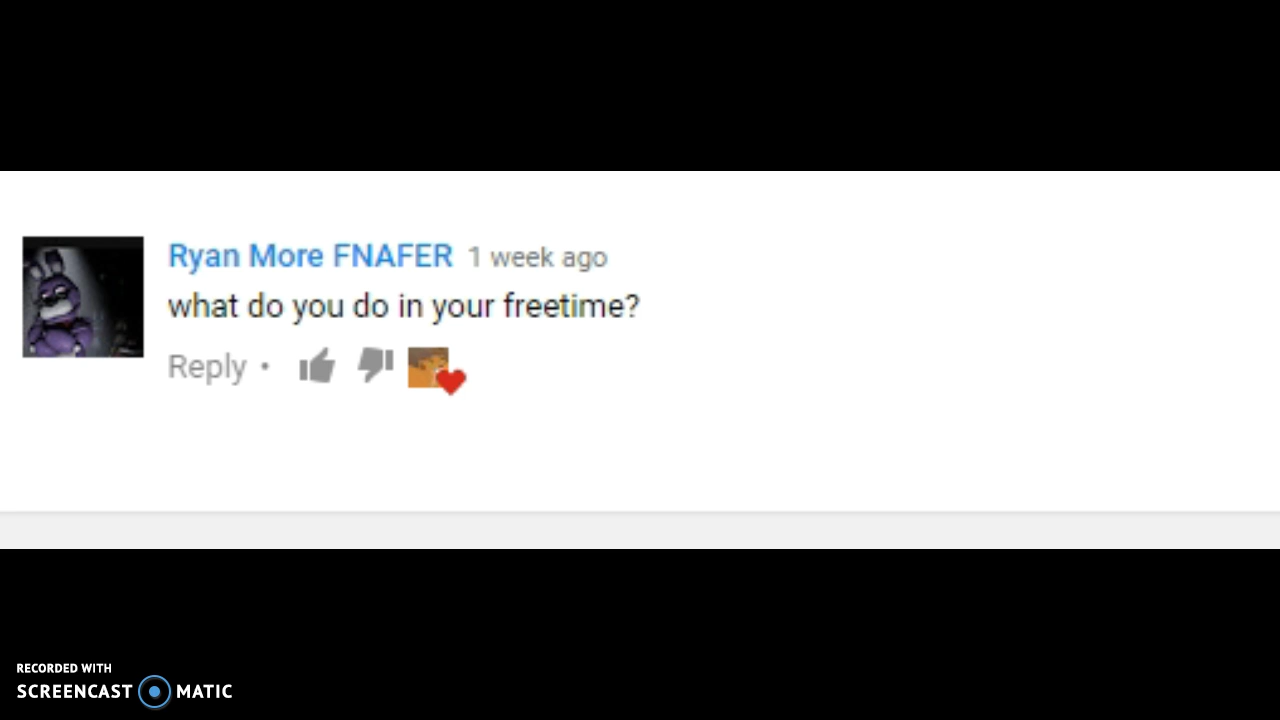 Ryan More FNAFER 1 week ago
what do you do in your freetime?
Reply •
RECORDED WITH
SCREENCAST MATIC